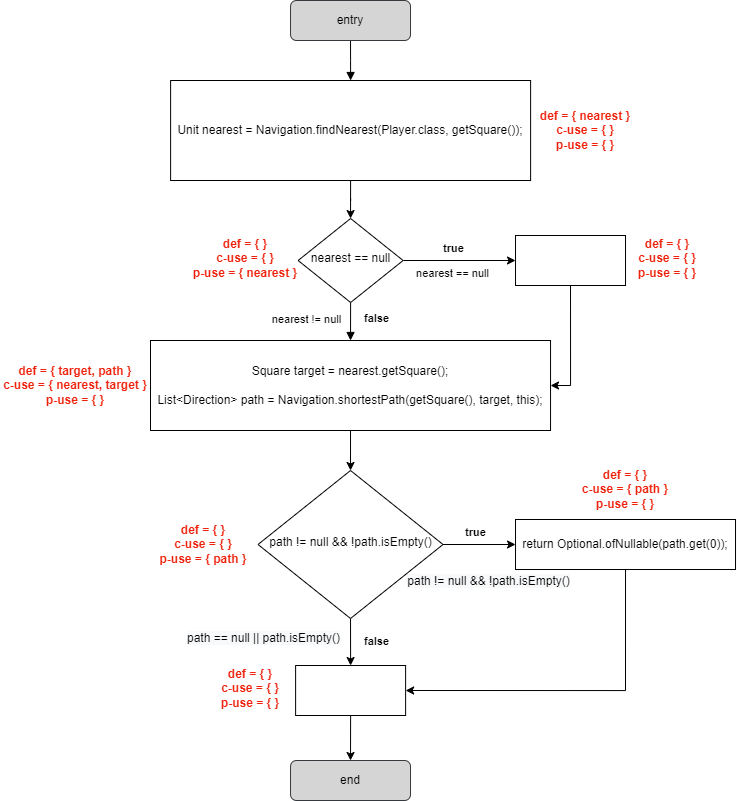 entry
Unit nearest = Navigation.findNearest(Player.class, getSquare());
def = { nearest }
c-use = { }
p-use = { }
def = { }
c-use = { }
p-use = { nearest }
nearest == null
true
nearest == null
def = { }
c-use = { }
p-use = { }
nearest != null
false
def = { target, path }
c-use = { nearest, target }
p-use = { }
Square target = nearest.getSquare();
List<Direction> path = Navigation.shortestPath(getSquare(), target, this);
def = { }
c-use = { }
p-use = { path }
path != null && !path.isEmpty()
true
path != null && !path.isEmpty()
def = { }
c-use = { path }
p-use = { }
return Optional.ofNullable(path.get(0));
path == null || path.isEmpty()
false
def = { }
c-use = { }
p-use = { }
end